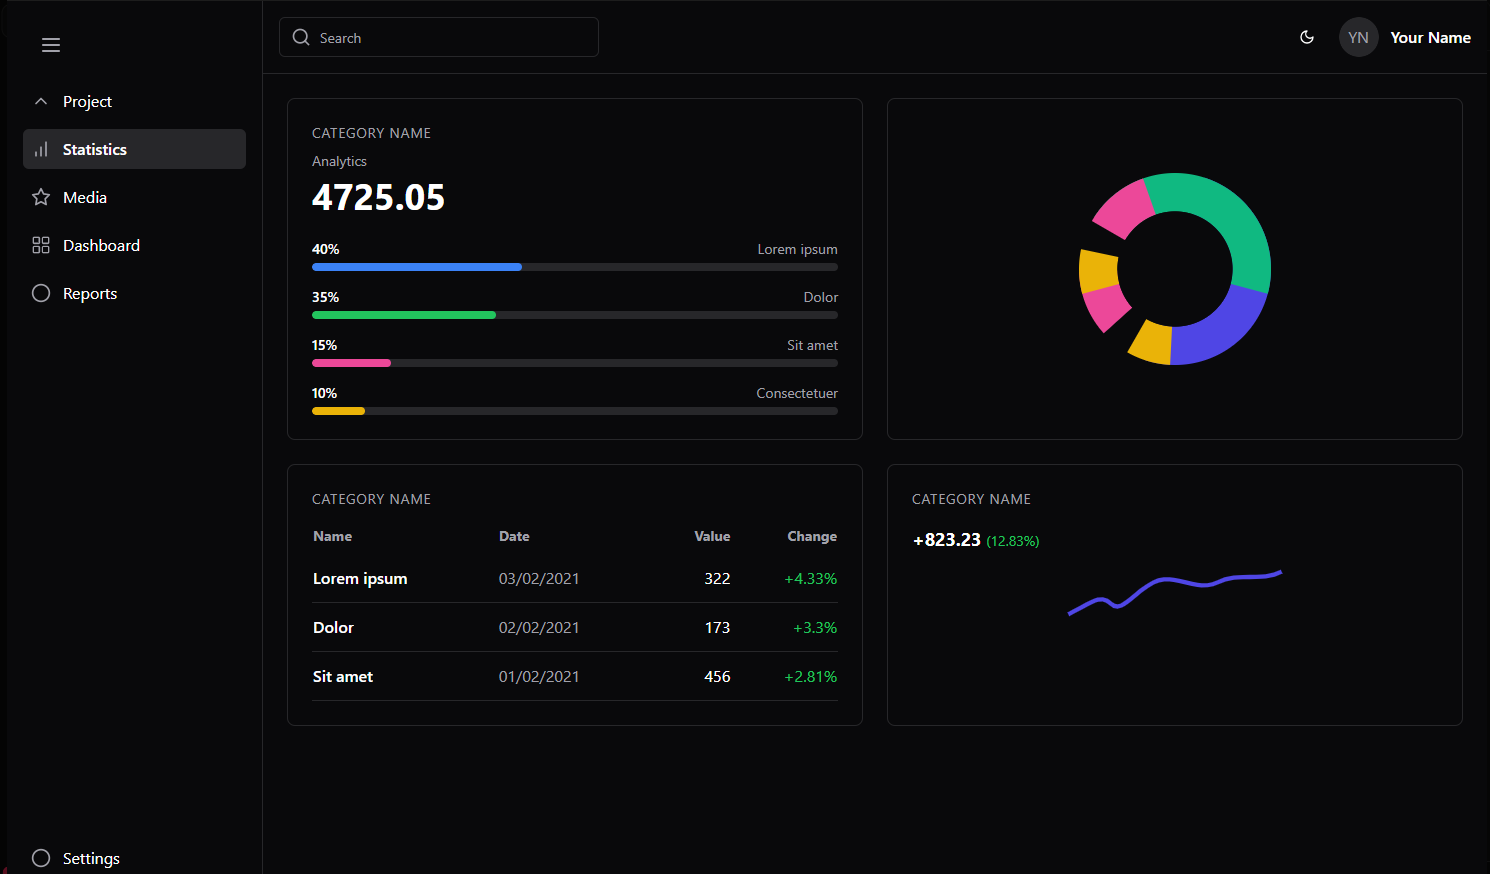 Search
YN Your Name
Project
Statistics
Media
Dashboard
Reports
Settings
CATEGORY NAME
Analytics
4725.05
40% Lorem ipsum
35% Dolor
15% Sit amet
10% Consectetuer
CATEGORY NAME
Name Date Value Change
Lorem ipsum 03/02/2021 322 +4.33%
Dolor 02/02/2021 173 +3.3%
Sit amet 01/02/2021 456 +2.81%
CATEGORY NAME
+823.23 (12.83%)